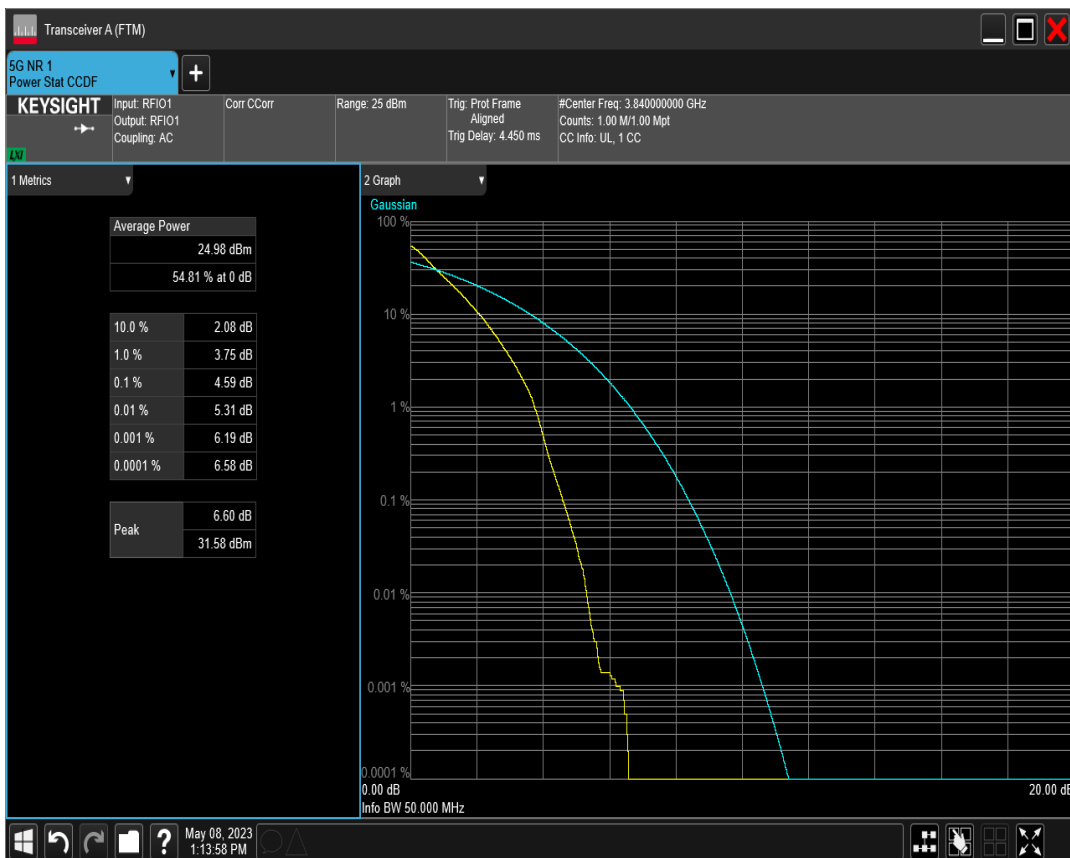 Transceiver A (FTM)
5G NR 1
Power Stat CCDF
+
KEYSIGHT
LXI
Input: RFIO1
Output: RFIO1
Coupling: AC
Corr CCorr
Range: 25 dBm
Trig: Prot Frame
Aligned
Trig Delay: 4.450 ms
#Center Freq: 3.840000000 GHz
Counts: 1.00 M/1.00 Mpt
CC Info: UL, 1 CC
1 Metrics
Average Power
24.98 dBm
54.81 % at 0 dB
10.0 % 2.08 dB
1.0 % 3.75 dB
0.1 % 4.59 dB
0.01 % 5.31 dB
0.001 % 6.19 dB
0.0001 % 6.58 dB
Peak 6.60 dB
31.58 dBm
2 Graph
Gaussian
100 %
10 %
1 %
0.1 %
0.01 %
0.001 %
0.0001 %
0.00 dB 20.00 dB
Info BW 50.000 MHz
?
May 08, 2023
1:13:58 PM